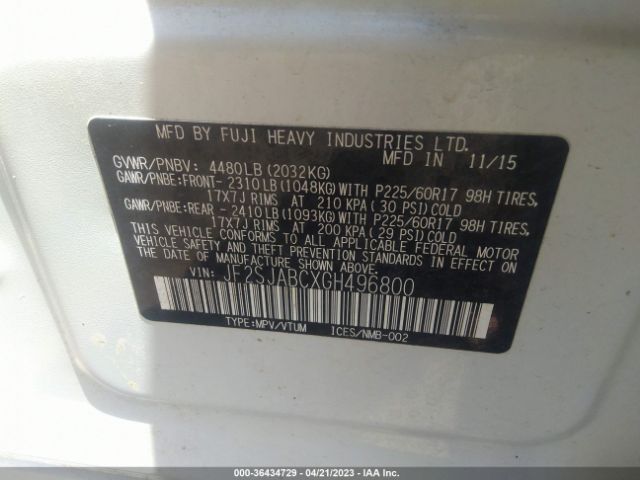 MFD BY FUJI HEAVY INDUSTRIES LTD.
MFD IN 11/15
GVWR/PNBV: 4480LB (2032KG)
GAWR/PNBE:FRONT- 2310LB(1048KG)WITH P225/60R17 98H TIRES,
17X7J RIMS AT 210 KPA(30 PSI)COLD
GAWR/PNBE:REAR - 2410LB(1093KG)WITH P225/60R17 98H TIRES,
17X7J RIMS AT 200 KPA(29 PSI)COLD
THIS VEHICLE CONFORMS TO ALL APPLICABLE FEDERAL MOTOR
VEHICLE SAFETY AND THEFT PREVENTION STANDARDS IN EFFECT ON
THE DATE OF MANUFACTURE SHOWN ABOVE.
VIN: JF2SJABCXGH496800
TYPE:MPV/VTUM ICES/NMB-002
000-36434729 - 04/21/2023 - IAA Inc.